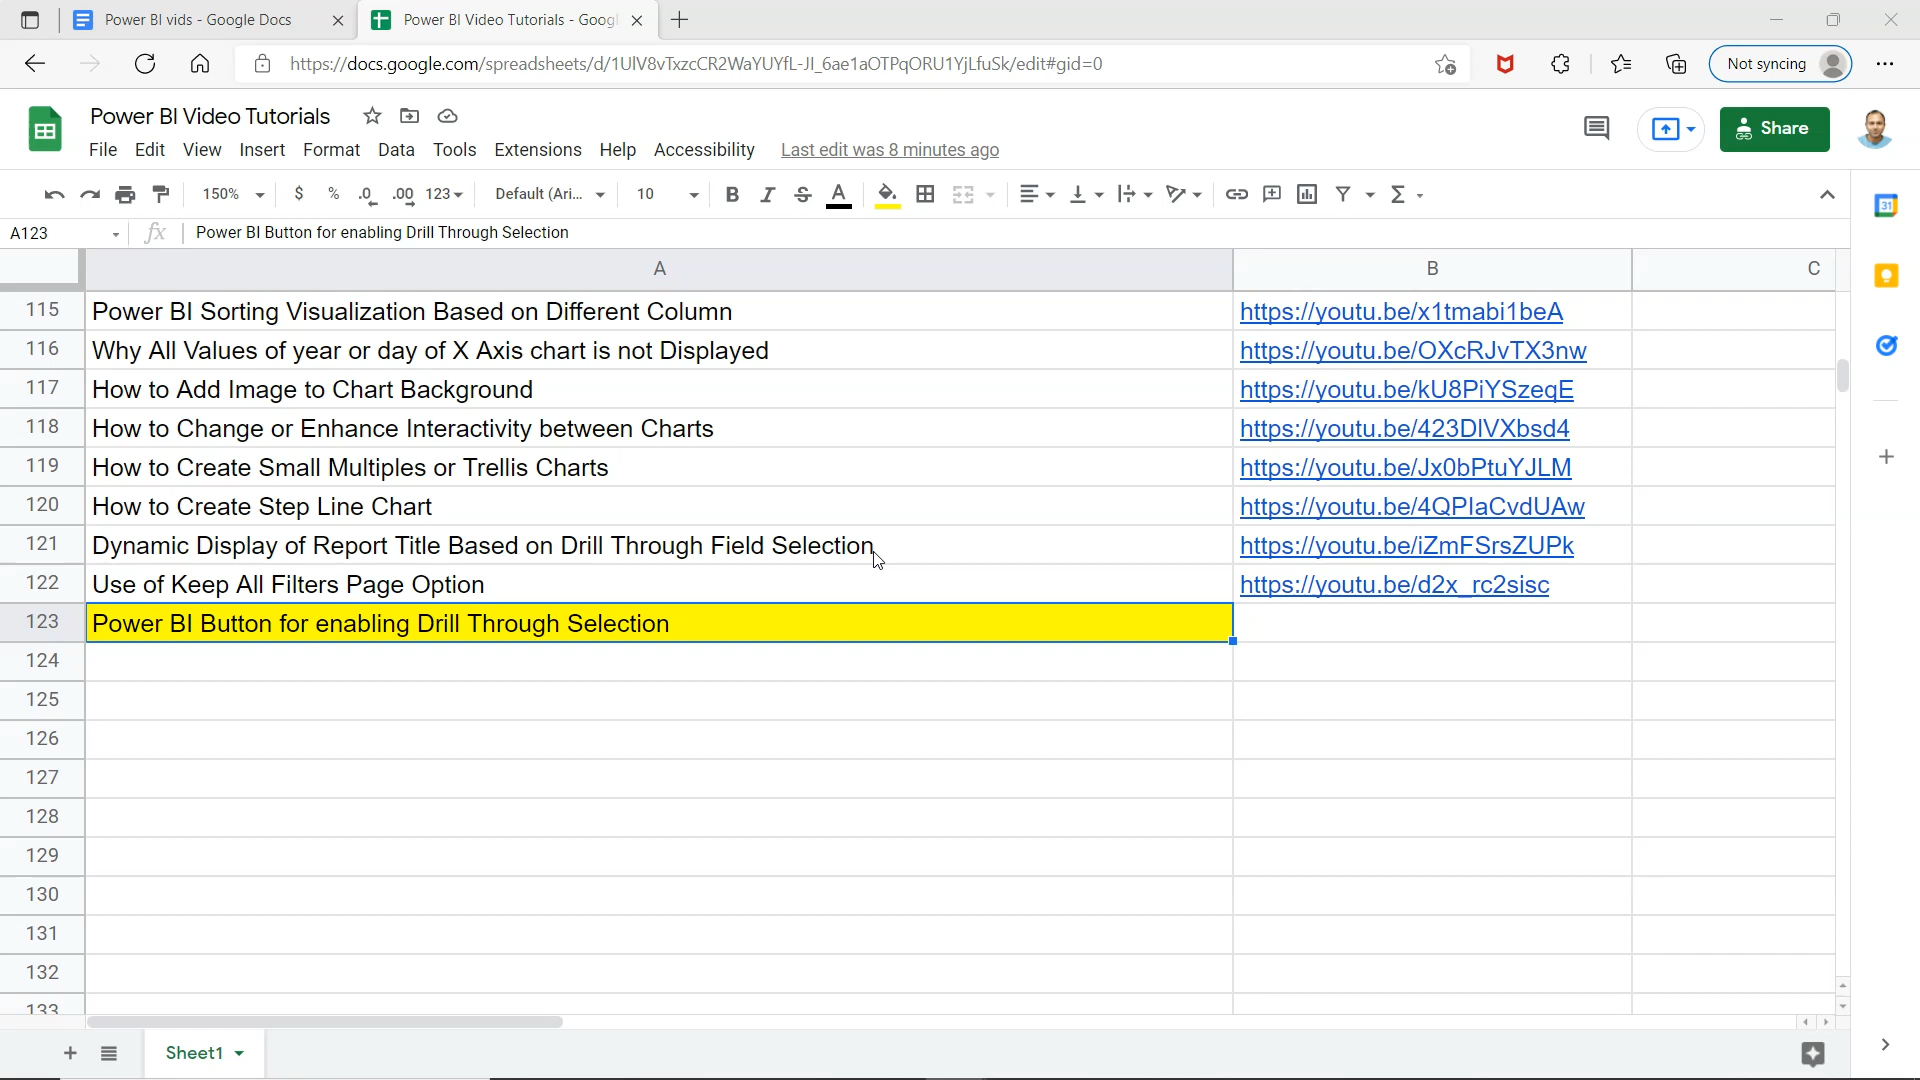 Power BI vids - Google Docs
Power BI Video Tutorials - Googl
https://docs.google.com/spreadsheets/d/1UlV8vTxzcCR2WaYUYfL-JI_6ae1aOTPqORU1YjLfuSk/edit#gid=0
Not syncing
Power BI Video Tutorials
Share
File Edit View Insert Format Data Tools Extensions Help Accessibility Last edit was 8 minutes ago
150% $ % .0 .00 123 Default (Ari... 10 B I S A Σ
A123 fx Power BI Button for enabling Drill Through Selection
31
A B C
115 Power BI Sorting Visualization Based on Different Column https://youtu.be/x1tmabi1beA
116 Why All Values of year or day of X Axis chart is not Displayed https://youtu.be/OXcRJvTX3nw
117 How to Add Image to Chart Background https://youtu.be/kU8PiYSzeqE
118 How to Change or Enhance Interactivity between Charts https://youtu.be/423DIVXbsd4
119 How to Create Small Multiples or Trellis Charts https://youtu.be/Jx0bPtuYJLM
120 How to Create Step Line Chart https://youtu.be/4QPIaCvdUAw
121 Dynamic Display of Report Title Based on Drill Through Field Selection https://youtu.be/iZmFSrsZUPk
122 Use of Keep All Filters Page Option https://youtu.be/d2x_rc2sisc
123 Power BI Button for enabling Drill Through Selection
124
125
126
127
128
129
130
131
132
133
Sheet1